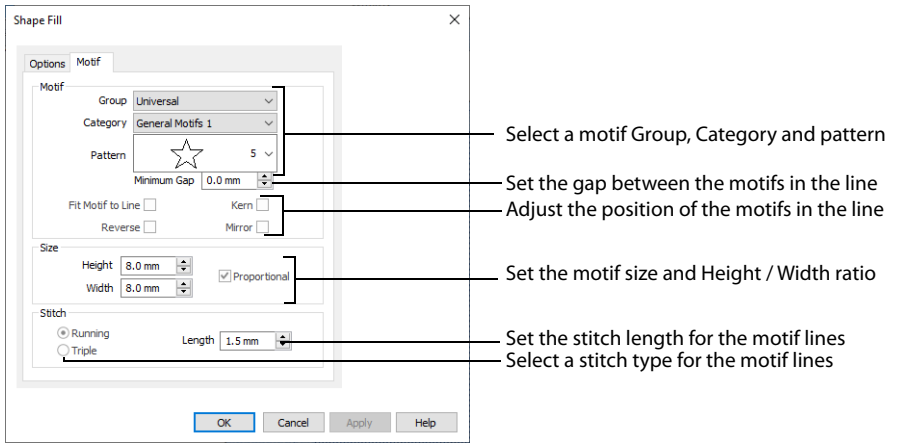 Shape Fill
Options Motif
Motif
Group Universal
Category General Motifs 1
Pattern 5
Minimum Gap 0.0 mm
Fit Motif to Line Kern
Reverse Mirror
Size
Height 8.0 mm
Width 8.0 mm
Proportional
Stitch
Running
Triple
Length 1.5 mm
OK Cancel Apply Help
Select a motif Group, Category and pattern
Set the gap between the motifs in the line
Adjust the position of the motifs in the line
Set the motif size and Height / Width ratio
Set the stitch length for the motif lines
Select a stitch type for the motif lines